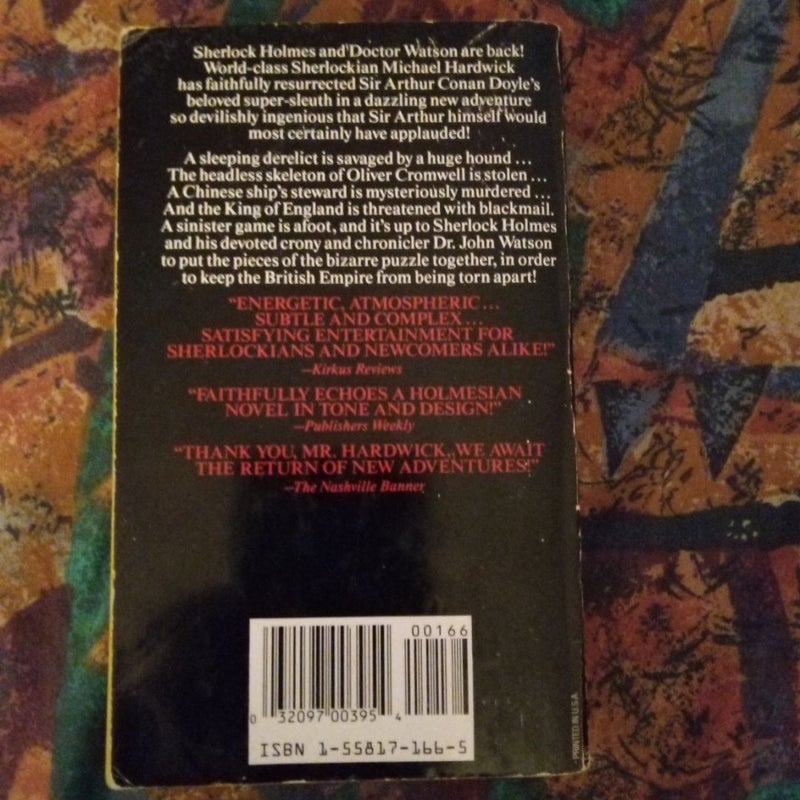 Sherlock Holmes and Doctor Watson are back!
World-class Sherlockian Michael Hardwick
has faithfully resurrected Sir Arthur Conan Doyle's
beloved super-sleuth in a dazzling new adventure
so devilishly ingenious that Sir Arthur himself would
most certainly have applauded!
A sleeping derelict is savaged by a huge hound...
The headless skeleton of Oliver Cromwell is stolen...
A Chinese ship's steward is mysteriously murdered...
And the King of England is threatened with blackmail.
A sinister game is afoot, and it's up to Sherlock Holmes
and his devoted crony and chronicler Dr. John Watson
to put the pieces of the bizarre puzzle together, in order
to keep the British Empire from being torn apart!
"ENERGETIC, ATMOSPHERIC...
SUBTLE AND COMPLEX...
SATISFYING ENTERTAINMENT FOR
SHERLOCKIANS AND NEWCOMERS ALIKE!"
—Kirkus Reviews
"FAITHFULLY ECHOES A HOLMESIAN
NOVEL IN TONE AND DESIGN!"
—Publishers Weekly
"THANK YOU, MR. HARDWICK...WE AWAIT
THE RETURN OF NEW ADVENTURES!"
—The Nashville Banner
00166
0 32097 00395 4
ISBN 1-55817-166-5
PRINTED IN U.S.A.